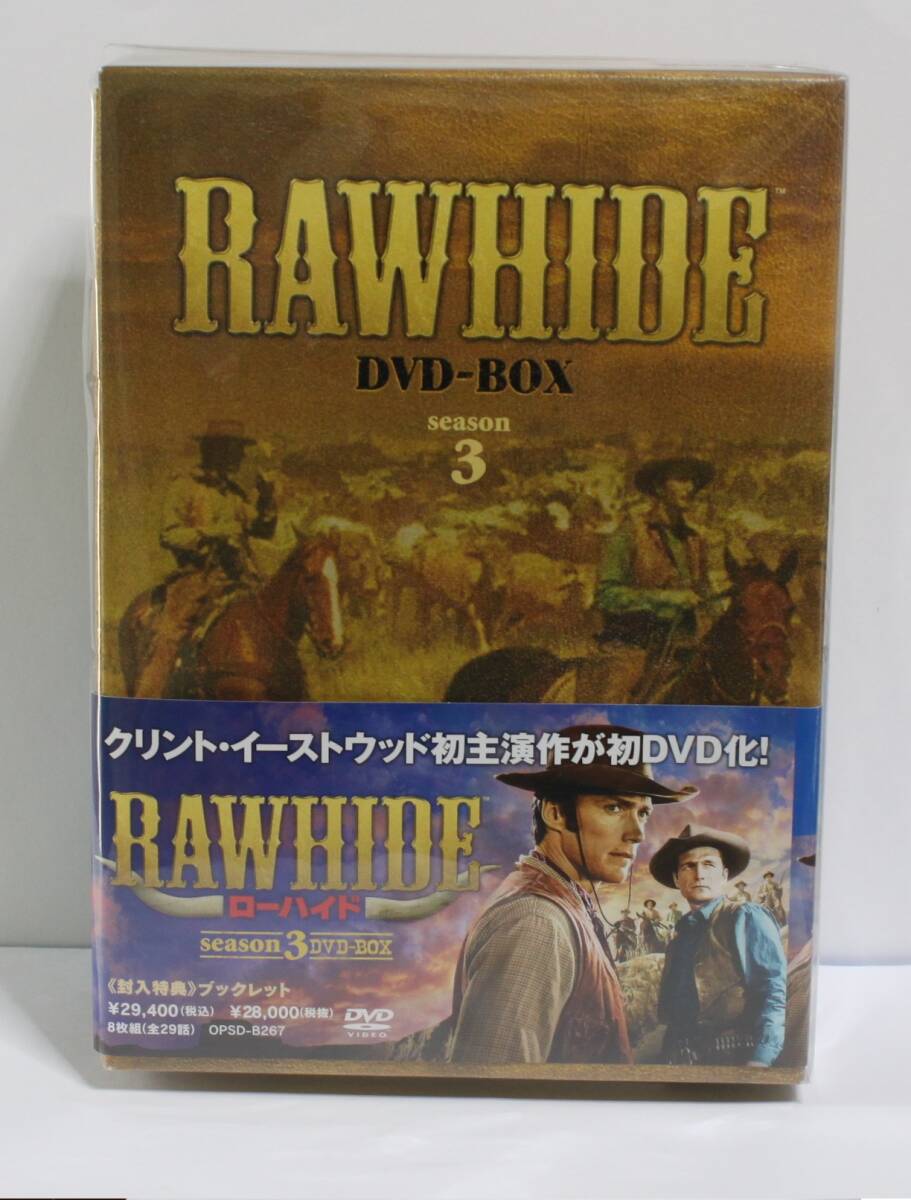 RAWHIDE™
DVD-BOX
season
3
クリント・イーストウッド初主演作が初DVD化!
RAWHIDE™
ローハイド
season 3 DVD-BOX
《封入特典》ブックレット
¥29,400(税込) ¥28,000(税抜)
8枚組(全29話) OPSD-B267
DVD
VIDEO